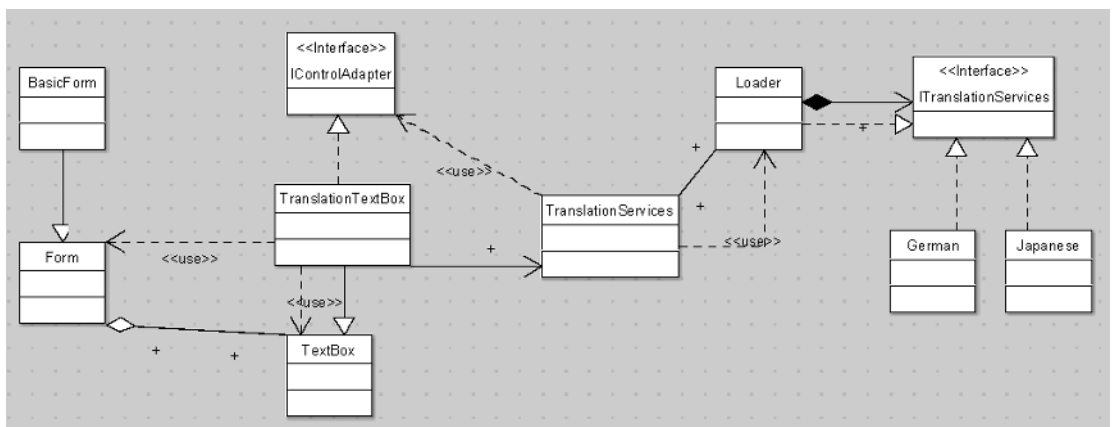 <<Interface>>
IControlAdapter
BasicForm
Loader
<<Interface>>
ITranslationServices
+
+
<<use>>
TranslationTextBox
TranslationServices
+
Form
<<use>>
+
<<use>>
German
Japanese
<<use>>
TextBox
+
+